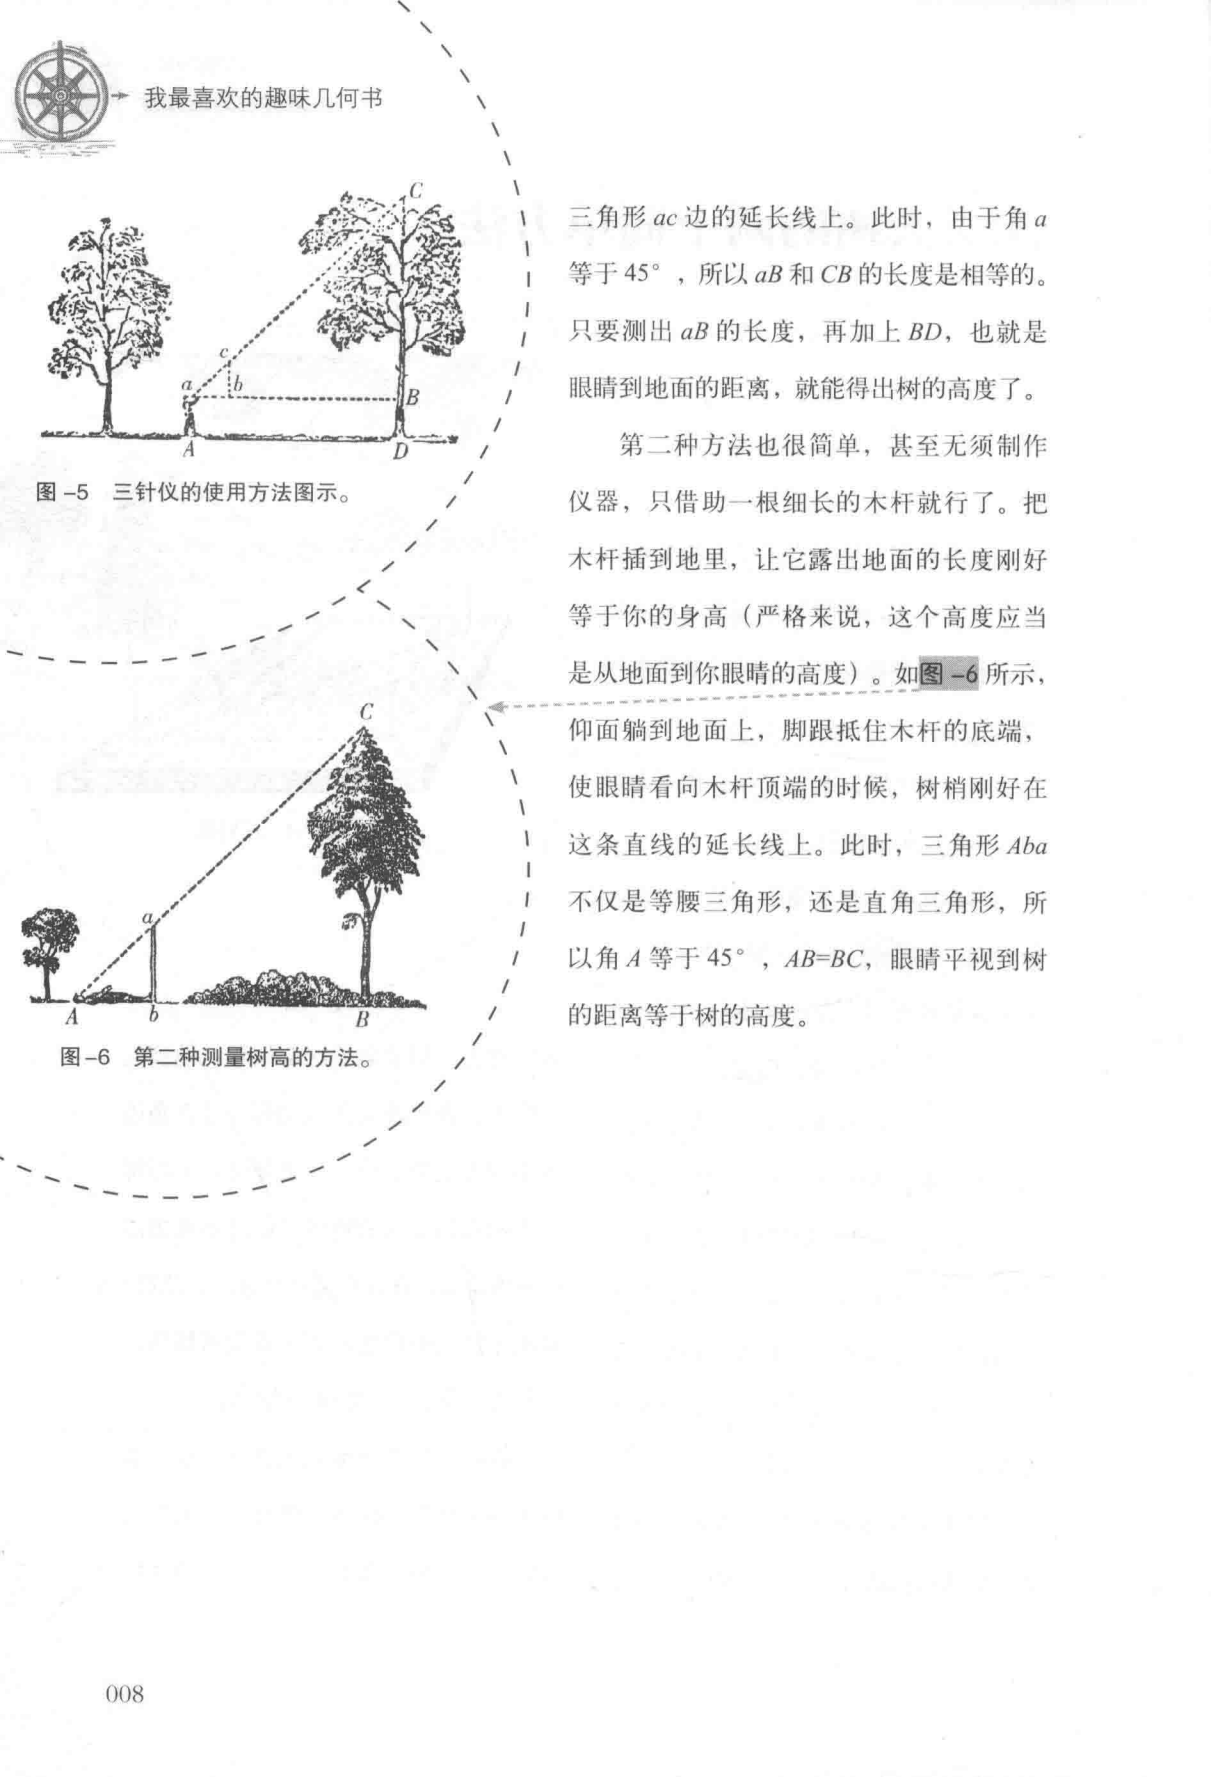 我最喜欢的趣味几何书
C
c
a
b
B
A
D
图-5 三针仪的使用方法图示。
三角形 ac 边的延长线上。此时，由于角 a
等于 45°，所以 aB 和 CB 的长度是相等的。
只要测出 aB 的长度，再加上 BD，也就是
眼睛到地面的距离，就能得出树的高度了。
第二种方法也很简单，甚至无须制作
仪器，只借助一根细长的木杆就行了。把
木杆插到地里，让它露出地面的长度刚好
等于你的身高（严格来说，这个高度应当
是从地面到你眼睛的高度）。如图-6 所示，
仰面躺到地面上，脚跟抵住木杆的底端，
使眼睛看向木杆顶端的时候，树梢刚好在
这条直线的延长线上。此时，三角形 Aba
不仅是等腰三角形，还是直角三角形，所
以角 A 等于 45°，AB=BC，眼睛平视到树
的距离等于树的高度。
C
a
A
b
B
图-6 第二种测量树高的方法。
008